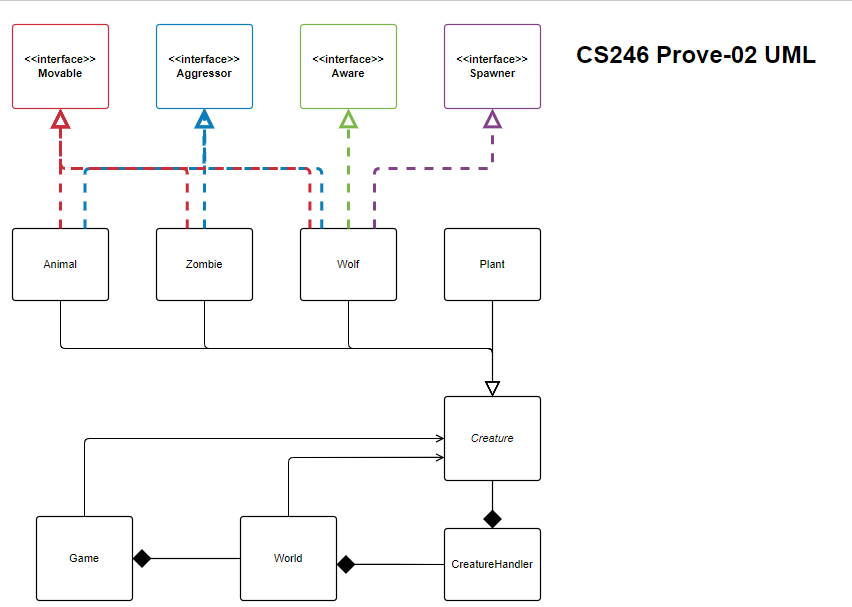 <<interface>>
Movable
<<interface>>
Aggressor
<<interface>>
Aware
<<interface>>
Spawner
CS246 Prove-02 UML
Animal
Zombie
Wolf
Plant
Creature
Game
World
CreatureHandler